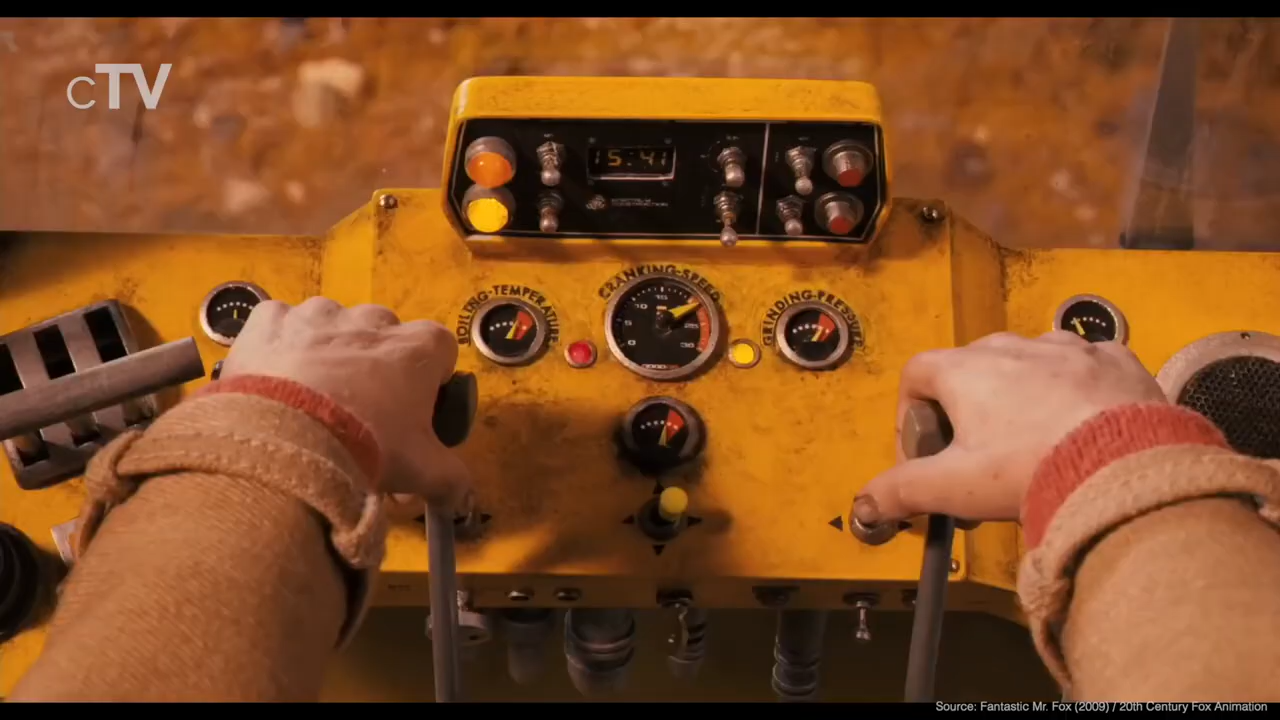 cTV
15:41
BOILING-TEMPERATURE
CRANKING-SPEED
GRINDING-PRESSURE
Source: Fantastic Mr. Fox (2009) / 20th Century Fox Animation